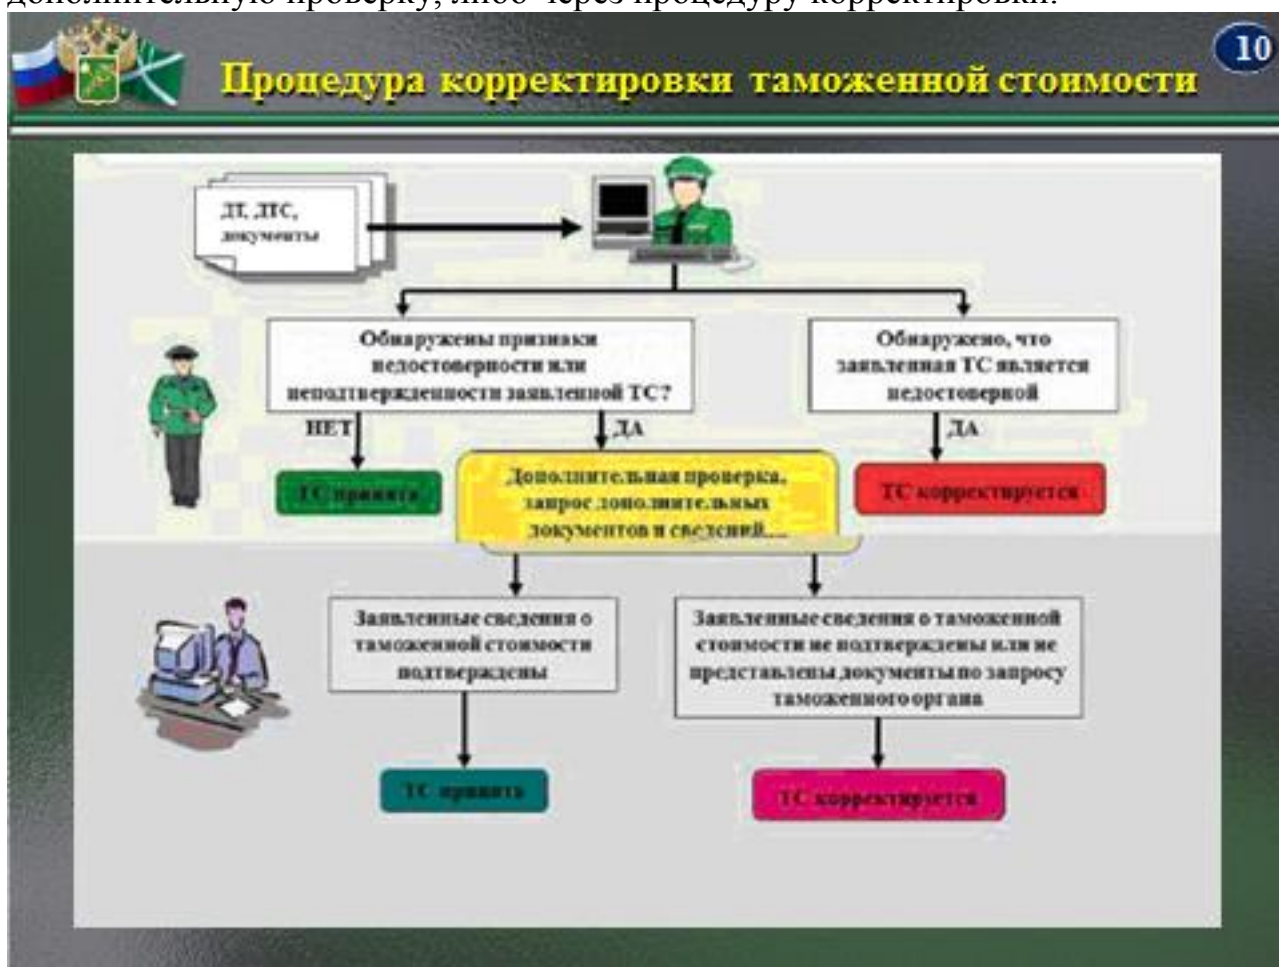 дополнительную проверку, либо через процедуру корректировки.
10
Процедура корректировки таможенной стоимости
ДТ, ДТС,
документы
Обнаружены признаки
недостоверности или
неподтвержденности заявленной ТС?
Обнаружено, что
заявленная ТС является
недостоверной
НЕТ
ДА
ДА
ТС принята
Дополнительная проверка,
запрос дополнительных
документов и сведений....
ТС корректируется
Заявленные сведения о
таможенной стоимости
подтверждены
Заявленные сведения о таможенной
стоимости не подтверждены или не
представлены документы по запросу
таможенного органа
ТС принята
ТС корректируется